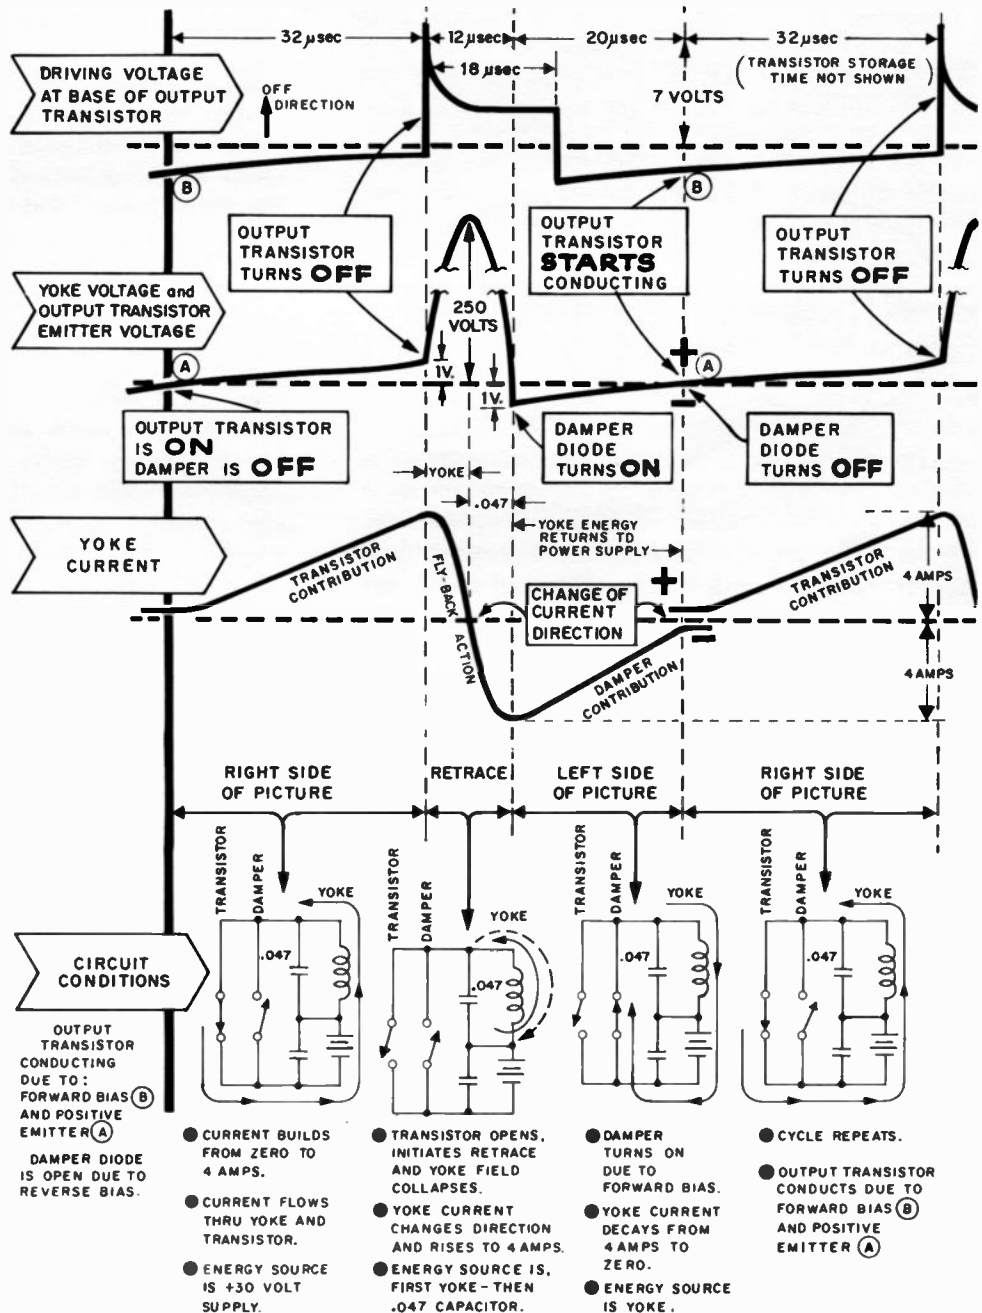 32 µsec
12 µsec
20 µsec
32 µsec
18 µsec
(TRANSISTOR STORAGE
TIME NOT SHOWN)
7 VOLTS
DRIVING VOLTAGE
AT BASE OF OUTPUT
TRANSISTOR
OFF
DIRECTION
B
B
OUTPUT
TRANSISTOR
TURNS OFF
OUTPUT
TRANSISTOR
STARTS
CONDUCTING
OUTPUT
TRANSISTOR
TURNS OFF
YOKE VOLTAGE and
OUTPUT TRANSISTOR
EMITTER VOLTAGE
250
VOLTS
A
1V.
1V.
+
A
−
OUTPUT TRANSISTOR
IS ON
DAMPER IS OFF
DAMPER
DIODE
TURNS ON
DAMPER
DIODE
TURNS OFF
YOKE
.047
YOKE ENERGY
RETURNS TO
POWER SUPPLY
YOKE
CURRENT
TRANSISTOR
CONTRIBUTION
FLY-BACK
ACTION
CHANGE OF
CURRENT
DIRECTION
+
−
DAMPER
CONTRIBUTION
TRANSISTOR
CONTRIBUTION
4 AMPS
4 AMPS
RIGHT SIDE
OF PICTURE
RETRACE
LEFT SIDE
OF PICTURE
RIGHT SIDE
OF PICTURE
CIRCUIT
CONDITIONS
TRANSISTOR
DAMPER
YOKE
.047
TRANSISTOR
DAMPER
YOKE
.047
TRANSISTOR
DAMPER
YOKE
.047
TRANSISTOR
DAMPER
YOKE
.047
OUTPUT
TRANSISTOR
CONDUCTING
DUE TO:
FORWARD BIAS B
AND POSITIVE
EMITTER A
DAMPER DIODE
IS OPEN DUE TO
REVERSE BIAS.
● CURRENT BUILDS
FROM ZERO TO
4 AMPS.
● CURRENT FLOWS
THRU YOKE AND
TRANSISTOR.
● ENERGY SOURCE
IS +30 VOLT
SUPPLY.
● TRANSISTOR OPENS,
INITIATES RETRACE
AND YOKE FIELD
COLLAPSES.
● YOKE CURRENT
CHANGES DIRECTION
AND RISES TO 4 AMPS.
● ENERGY SOURCE IS,
FIRST YOKE - THEN
.047 CAPACITOR.
● DAMPER
TURNS ON
DUE TO
FORWARD BIAS.
● YOKE CURRENT
DECAYS FROM
4 AMPS TO
ZERO.
● ENERGY SOURCE
IS YOKE.
● CYCLE REPEATS.
● OUTPUT TRANSISTOR
CONDUCTS DUE TO
FORWARD BIAS B
AND POSITIVE
EMITTER A